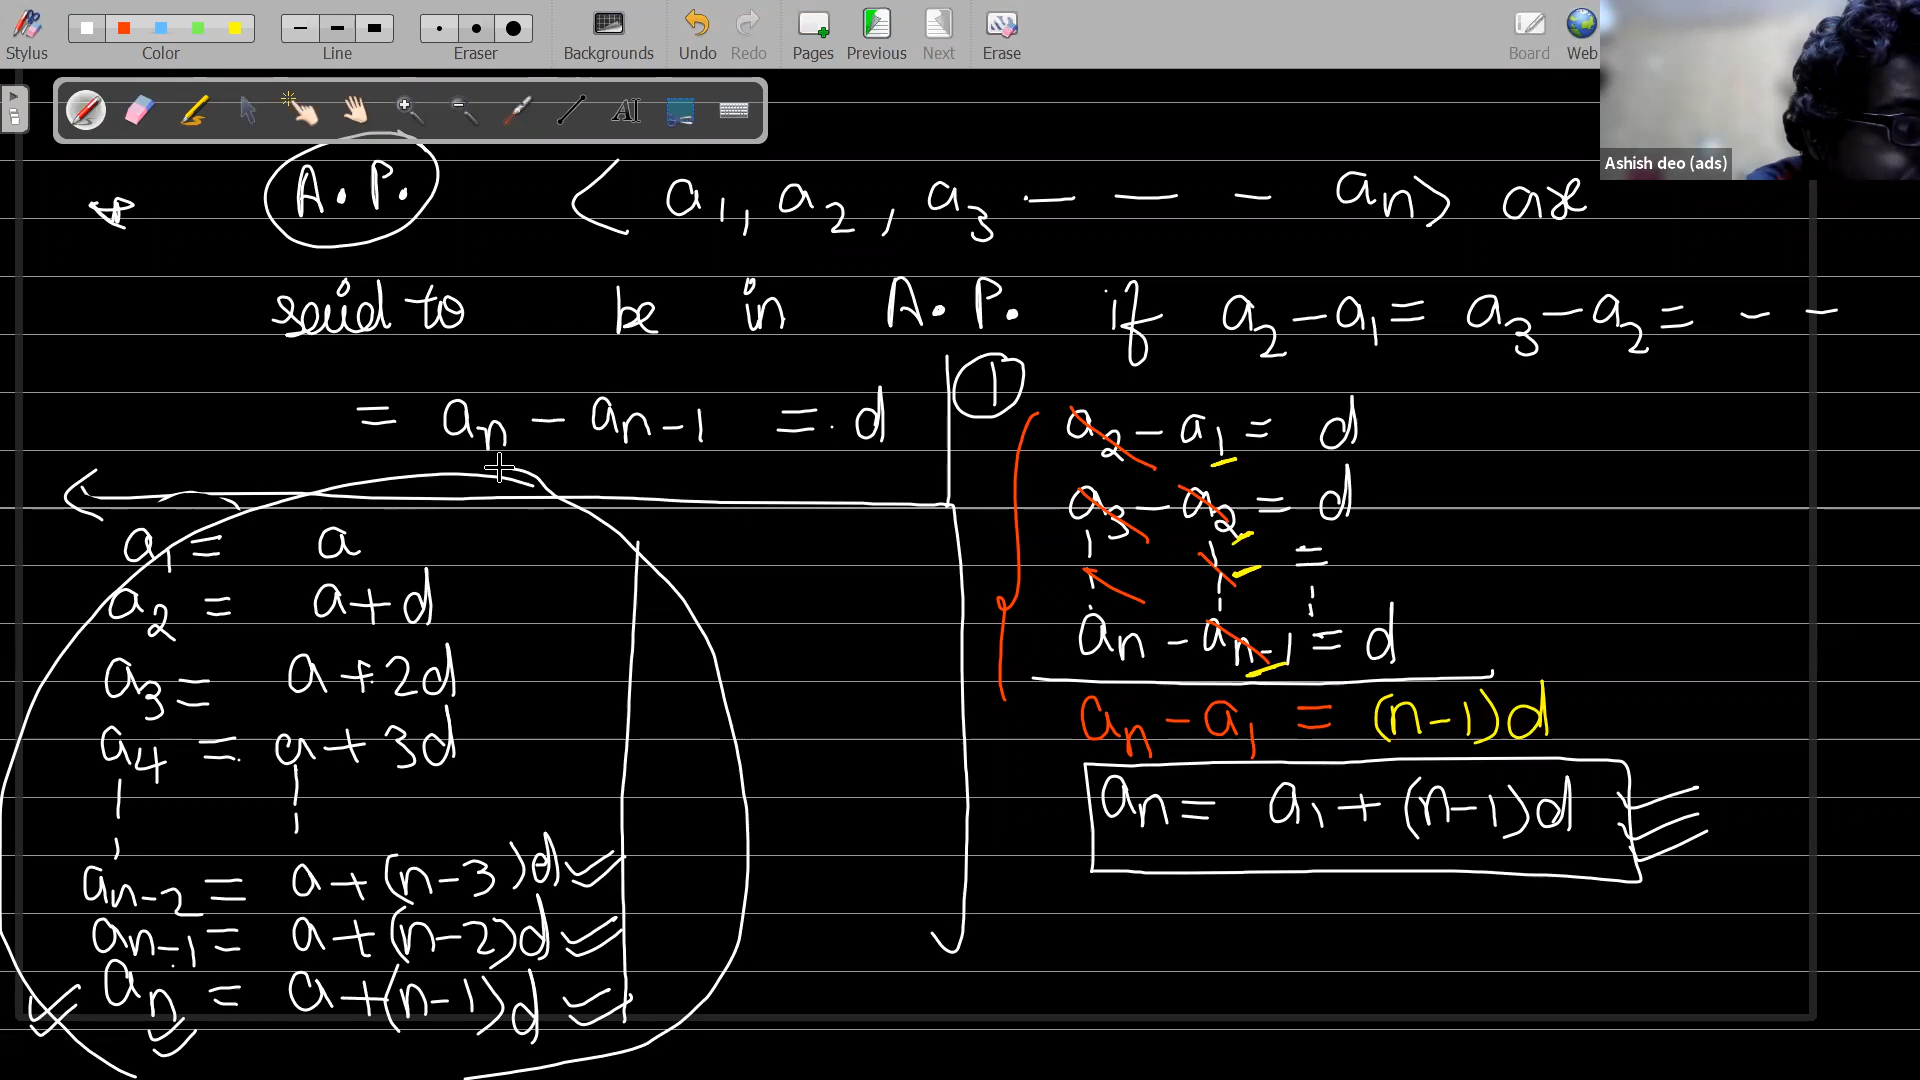 Stylus Color Line Eraser Backgrounds Undo Redo Pages Previous Next Erase Board Web
AI
Ashish deo (ads)
A.P. < a₁, a₂, a₃ - - - aₙ> are
said to be in A.P. if a₂ - a₁ = a₃ - a₂ = - -
= aₙ - aₙ₋₁ = d
a₁ = a
a₂ = a+d
a₃ = a+2d
a₄ = a+3d
aₙ₋₂ = a+(n-3)d
aₙ₋₁ = a+(n-2)d
aₙ = a+(n-1)d
①
a₂ - a₁ = d
a₃ - a₂ = d
=
aₙ - aₙ₋₁ = d
aₙ - a₁ = (n-1)d
aₙ = a₁ + (n-1)d